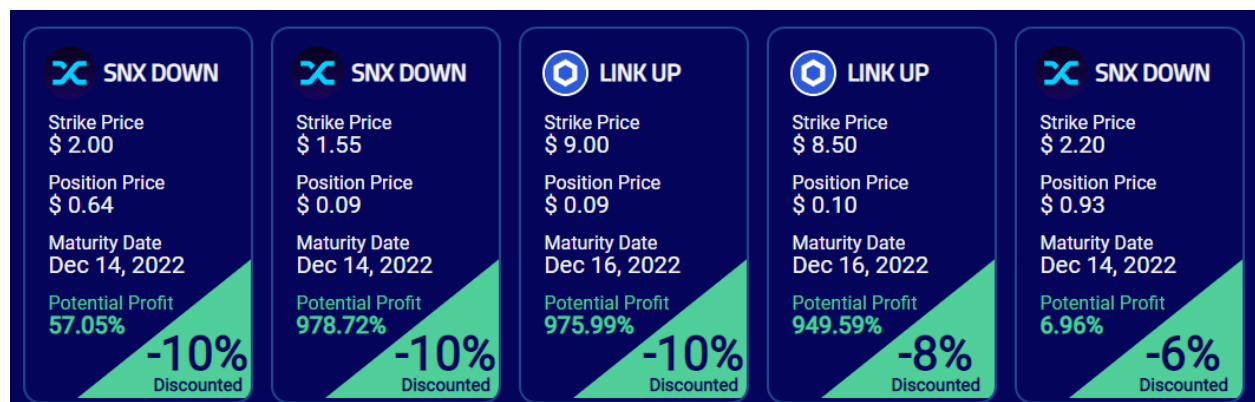 SNX DOWN
Strike Price
$ 2.00
Position Price
$ 0.64
Maturity Date
Dec 14, 2022
Potential Profit
57.05%
-10%
Discounted
SNX DOWN
Strike Price
$ 1.55
Position Price
$ 0.09
Maturity Date
Dec 14, 2022
Potential Profit
978.72%
-10%
Discounted
LINK UP
Strike Price
$ 9.00
Position Price
$ 0.09
Maturity Date
Dec 16, 2022
Potential Profit
975.99%
-10%
Discounted
LINK UP
Strike Price
$ 8.50
Position Price
$ 0.10
Maturity Date
Dec 16, 2022
Potential Profit
949.59%
-8%
Discounted
SNX DOWN
Strike Price
$ 2.20
Position Price
$ 0.93
Maturity Date
Dec 14, 2022
Potential Profit
6.96%
-6%
Discounted